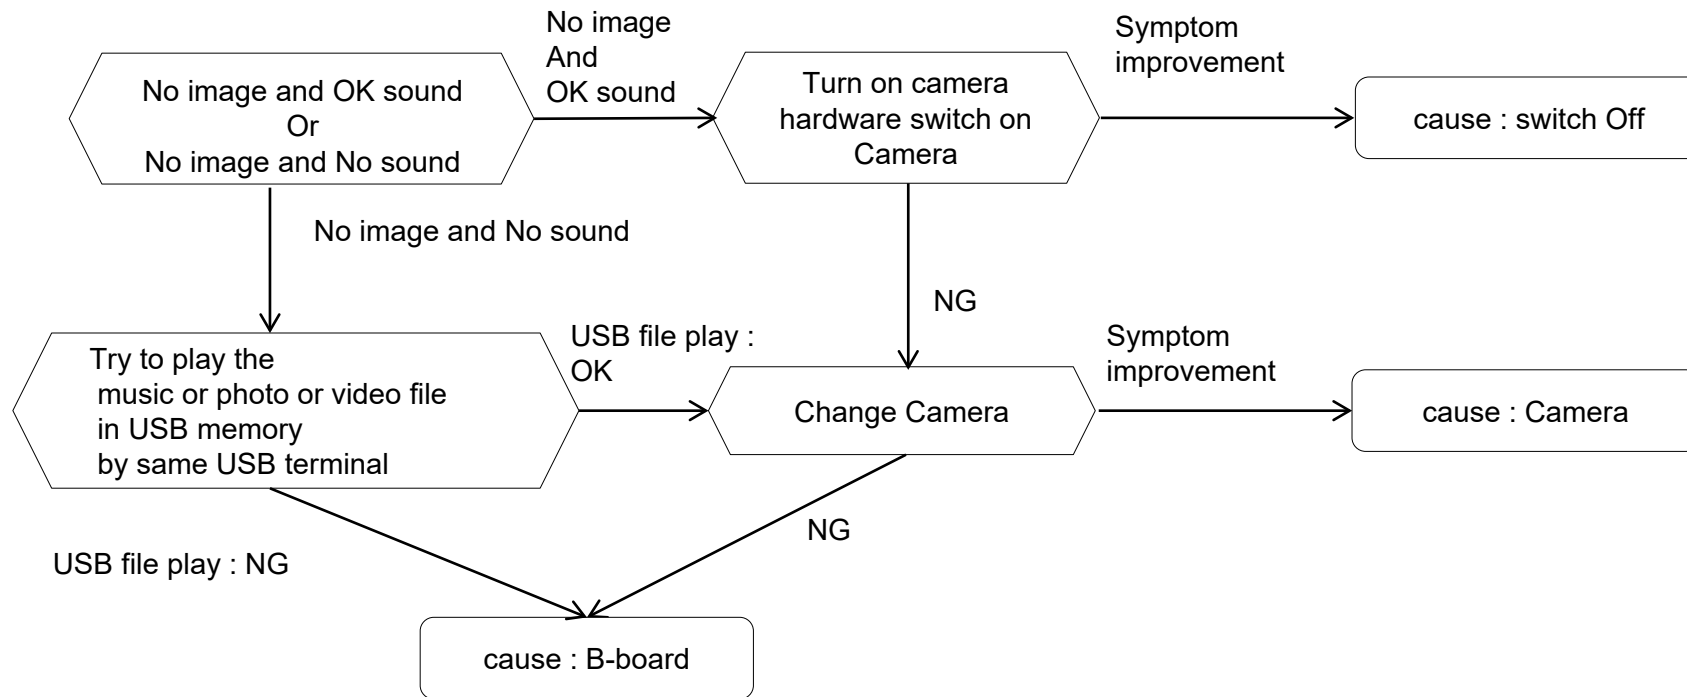 No image and OK sound
Or
No image and No sound
No image
And
OK sound
Turn on camera
hardware switch on
Camera
Symptom
improvement
cause : switch Off
No image and No sound
NG
Try to play the
music or photo or video file
in USB memory
by same USB terminal
USB file play :
OK
Change Camera
Symptom
improvement
cause : Camera
USB file play : NG
NG
cause : B-board